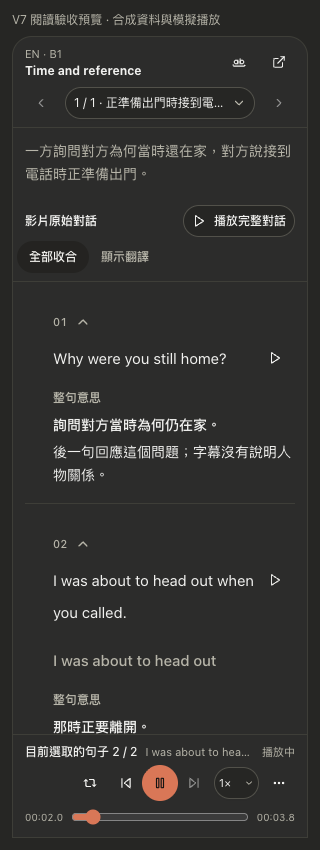 V7 閱讀驗收預覽 · 合成資料與模擬播放
EN · B1
Time and reference
1 / 1 · 正準備出門時接到電...
一方詢問對方為何當時還在家，對方說接到
電話時正準備出門。
影片原始對話
播放完整對話
全部收合
顯示翻譯
01
Why were you still home?
整句意思
詢問對方當時為何仍在家。
後一句回應這個問題；字幕沒有說明人
物關係。
02
I was about to head out when
you called.
I was about to head out
整句意思
那時正要離開。
目前選取的句子 2 / 2 I was about to hea... 播放中
1×
00:02.0
00:03.8